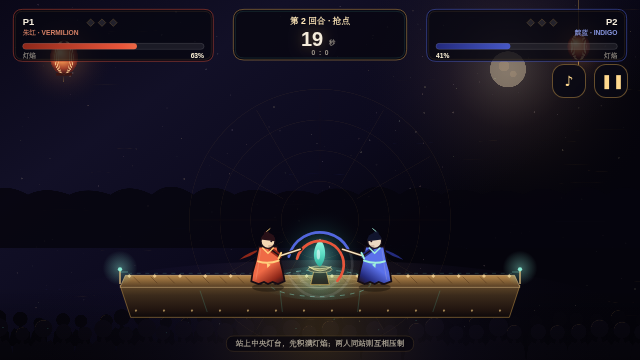 P1
朱红 · VERMILION
灯焰
63%
第 2 回合 · 抢点
19 秒
0 : 0
P2
靛蓝 · INDIGO
41%
灯焰
站上中央灯台，先积满灯焰；两人同站则互相压制